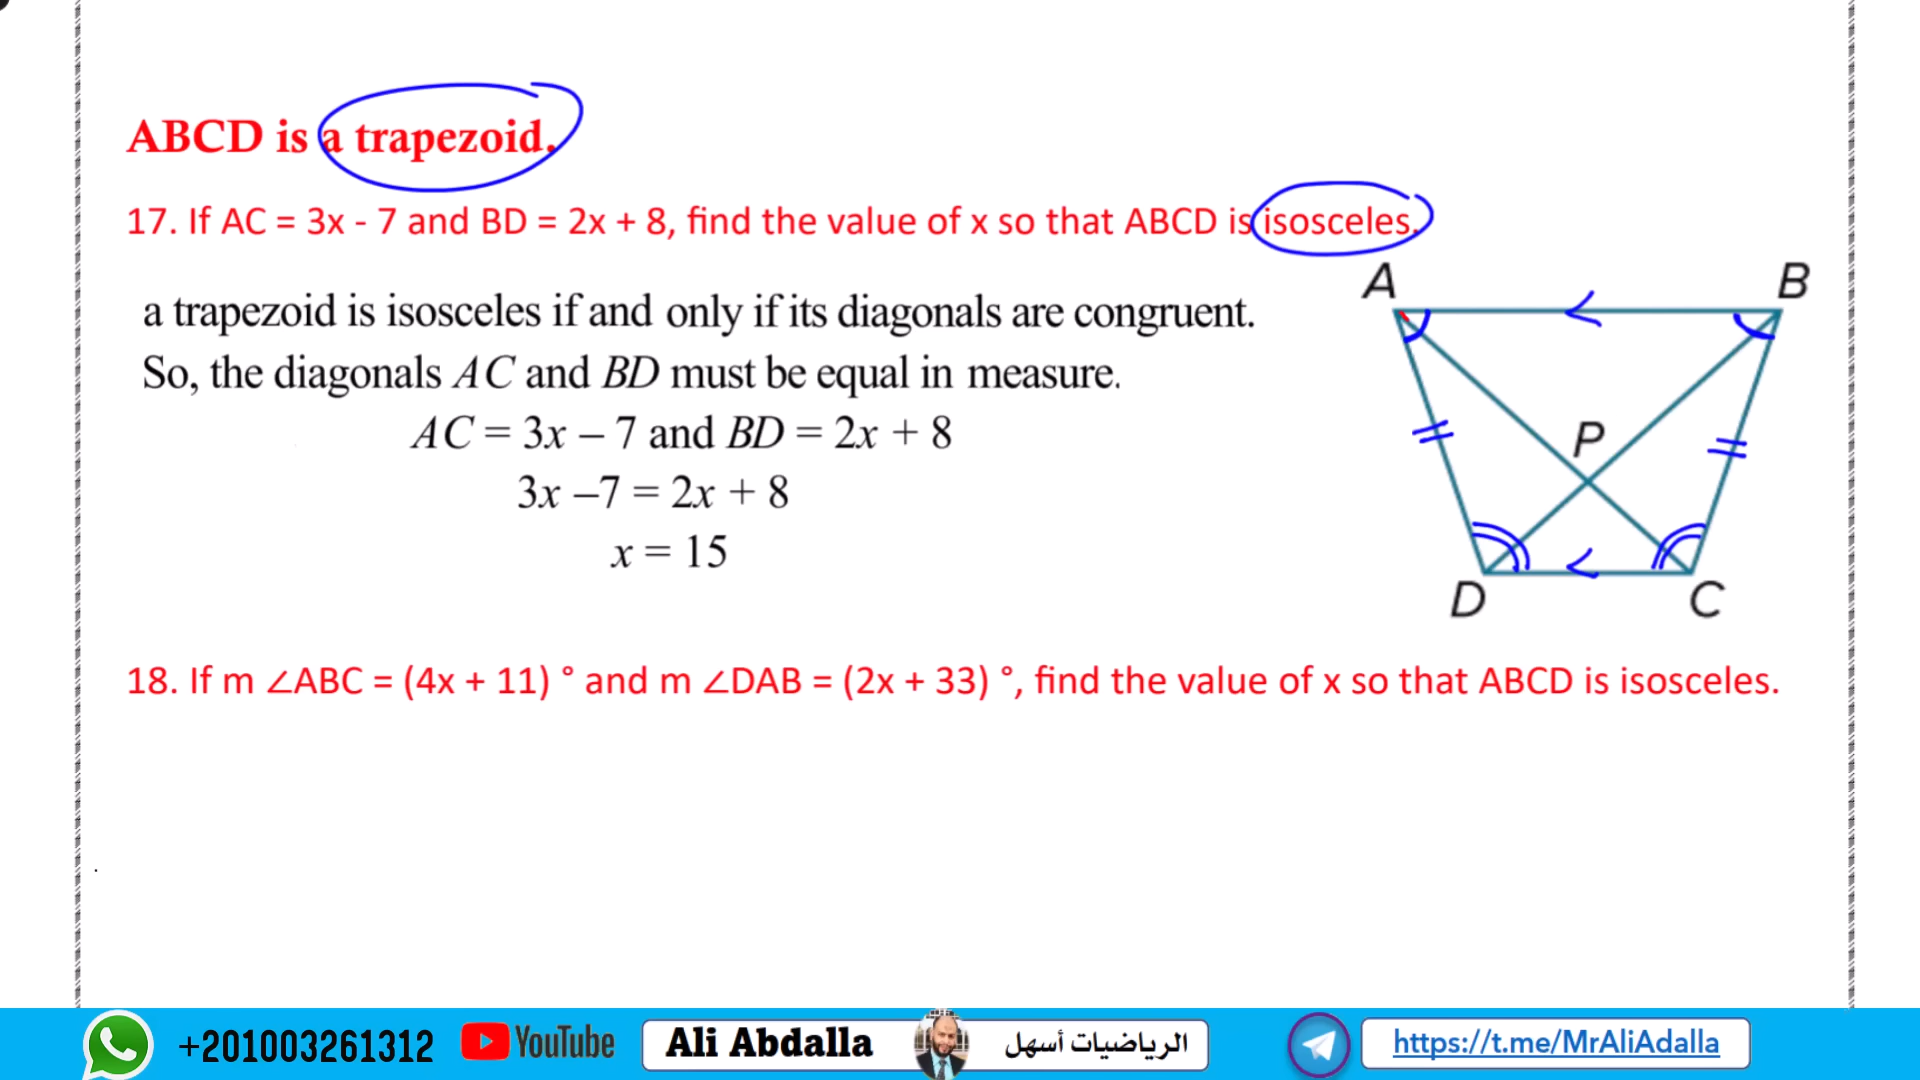 ABCD is a trapezoid.
17. If AC = 3x - 7 and BD = 2x + 8, find the value of x so that ABCD is isosceles.
a trapezoid is isosceles if and only if its diagonals are congruent.
So, the diagonals AC and BD must be equal in measure.
AC = 3x – 7 and BD = 2x + 8
3x –7 = 2x + 8
x = 15
A
B
P
D
C
18. If m ∠ABC = (4x + 11) ° and m ∠DAB = (2x + 33) °, find the value of x so that ABCD is isosceles.
+201003261312
YouTube
Ali Abdalla
الرياضيات أسهل
https://t.me/MrAliAdalla